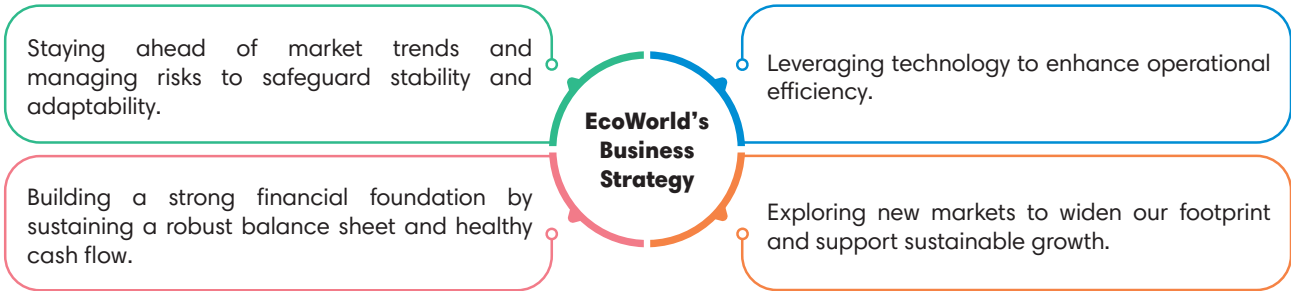 Staying ahead of market trends and
managing risks to safeguard stability and
adaptability.
Leveraging technology to enhance operational
efficiency.
EcoWorld's
Business
Strategy
Building a strong financial foundation by
sustaining a robust balance sheet and healthy
cash flow.
Exploring new markets to widen our footprint
and support sustainable growth.